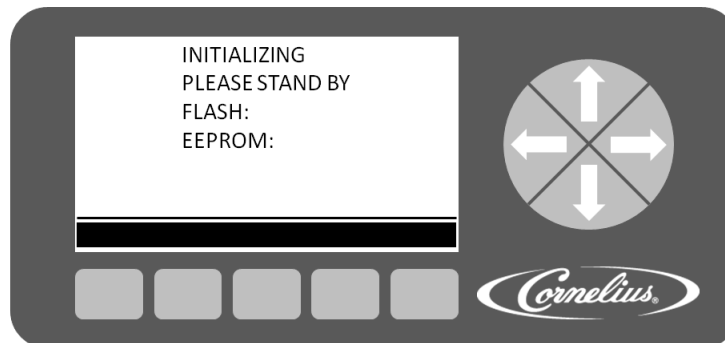 INITIALIZING
PLEASE STAND BY
FLASH:
EEPROM:
Cornelius®